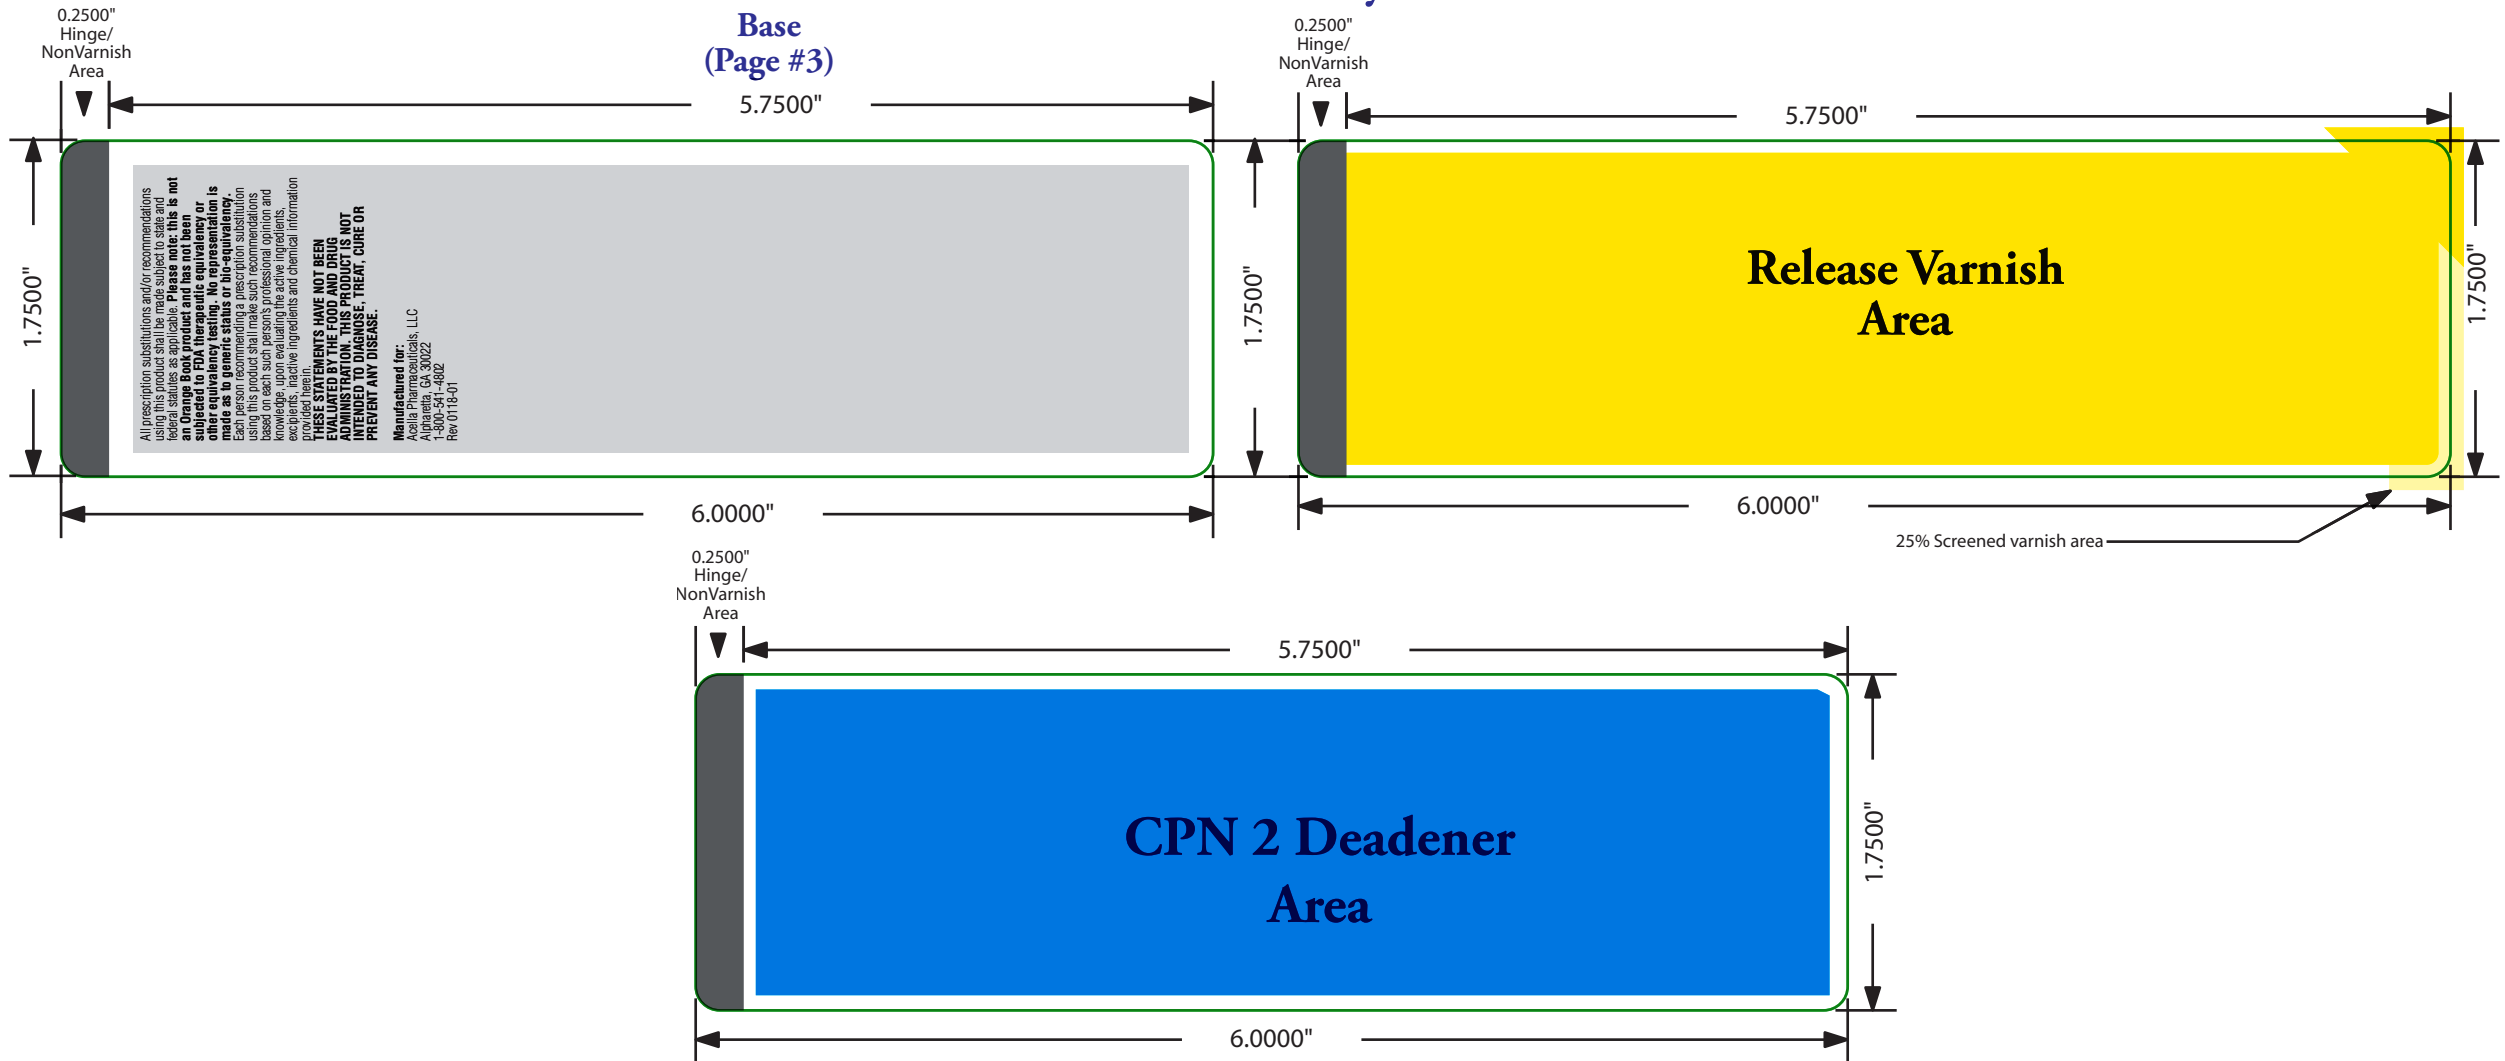 0.2500"
Hinge/
NonVarnish
Area
Base
(Page #3)
5.7500"
1.7500"
All prescription substitutions and/or recommendations
using this product shall be made subject to state and
federal statutes as applicable. Please note: this is not
an Orange Book product and has not been
subjected to FDA therapeutic equivalency or
other equivalency testing. No representation is
made as to generic status or bio-equivalency.
Each person recommending a prescription substitution
using this product shall make such recommendations
based on each such person's professional opinion and
knowledge, upon evaluating the active ingredients,
excipients, inactive ingredients and chemical information
provided herein.
THESE STATEMENTS HAVE NOT BEEN
EVALUATED BY THE FOOD AND DRUG
ADMINISTRATION. THIS PRODUCT IS NOT
INTENDED TO DIAGNOSE, TREAT, CURE OR
PREVENT ANY DISEASE.
Manufactured for:
Acella Pharmaceuticals, LLC
Alpharetta, GA 30022
1-800-541-4802
Rev 0118-01
1.7500"
6.0000"
0.2500"
Hinge/
NonVarnish
Area
5.7500"
Release Varnish
Area
1.7500"
6.0000"
25% Screened varnish area
0.2500"
Hinge/
NonVarnish
Area
5.7500"
CPN 2 Deadener
Area
1.7500"
6.0000"